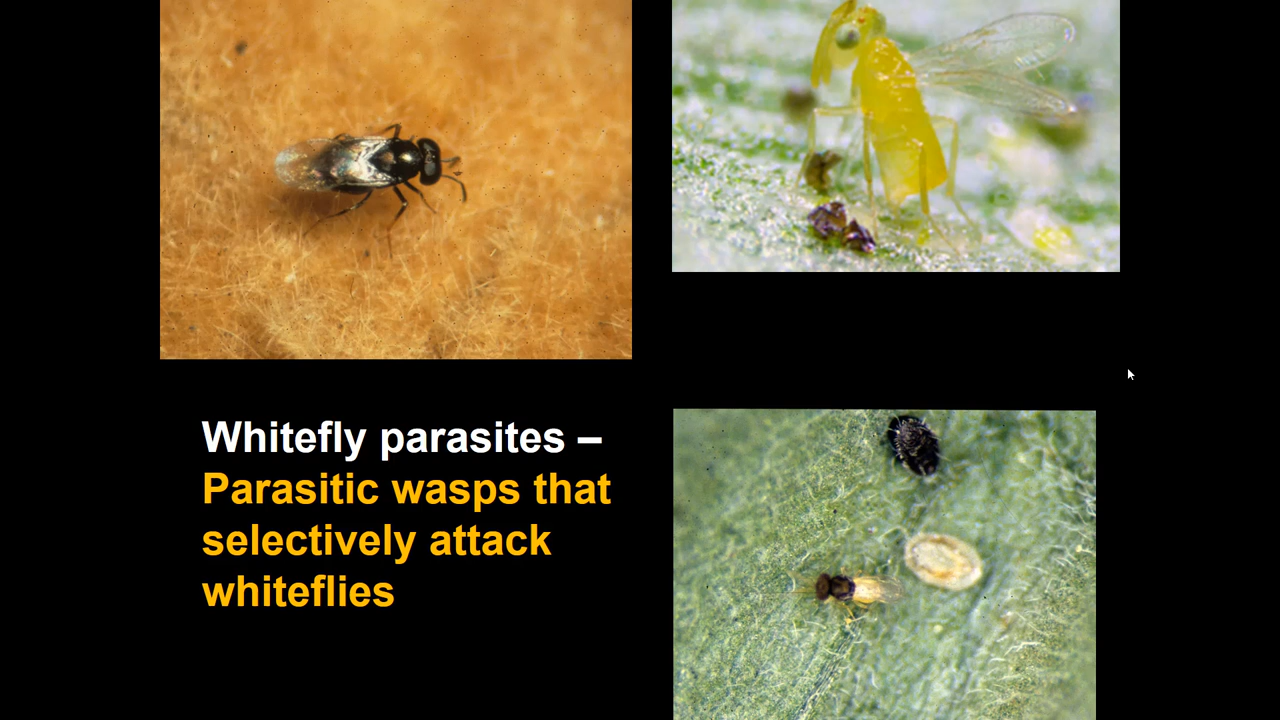 Whitefly parasites –
Parasitic wasps that
selectively attack
whiteflies